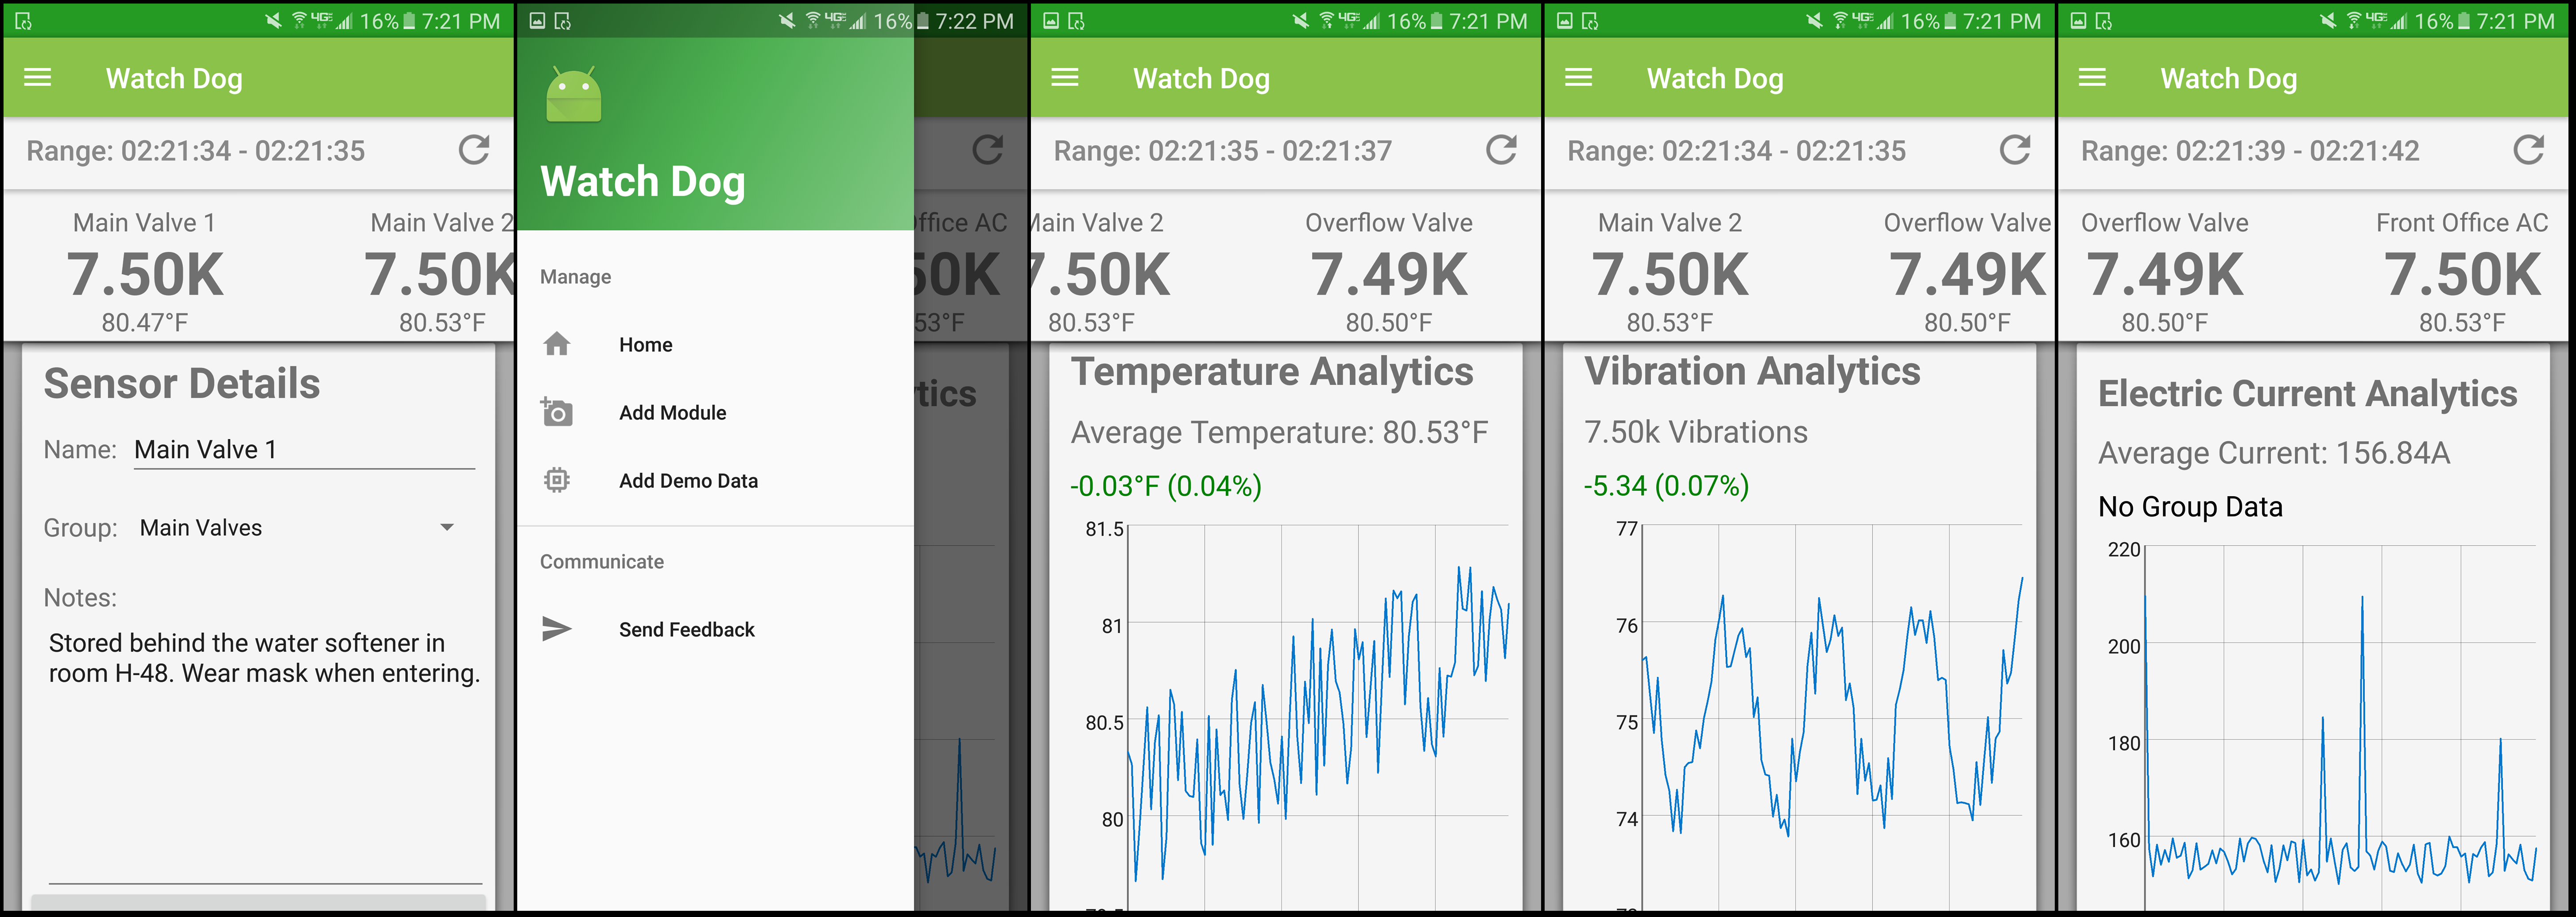 16% 7:21 PM
Watch Dog
Range: 02:21:34 - 02:21:35
Main Valve 1
Main Valve 2
7.50K
7.50K
80.47°F
80.53°F
Sensor Details
Name: Main Valve 1
Group: Main Valves
Notes:
Stored behind the water softener in
room H-48. Wear mask when entering.
4GE 16% 7:22 PM
Watch Dog
Manage
Home
Add Module
Add Demo Data
Communicate
Send Feedback
ffice AC
50K
53°F
tics
4GE 16% 7:21 PM
Watch Dog
Range: 02:21:35 - 02:21:37
Main Valve 2
Overflow Valve
7.50K
7.49K
80.53°F
80.50°F
Temperature Analytics
Average Temperature: 80.53°F
-0.03°F (0.04%)
81.5
81
80.5
80
4GE 16% 7:21 PM
Watch Dog
Range: 02:21:34 - 02:21:35
Main Valve 2
Overflow Valve
7.50K
7.49K
80.53°F
80.50°F
Vibration Analytics
7.50k Vibrations
-5.34 (0.07%)
77
76
75
74
4GE 16% 7:21 PM
Watch Dog
Range: 02:21:39 - 02:21:42
Overflow Valve
Front Office AC
7.49K
7.50K
80.50°F
80.53°F
Electric Current Analytics
Average Current: 156.84A
No Group Data
220
200
180
160